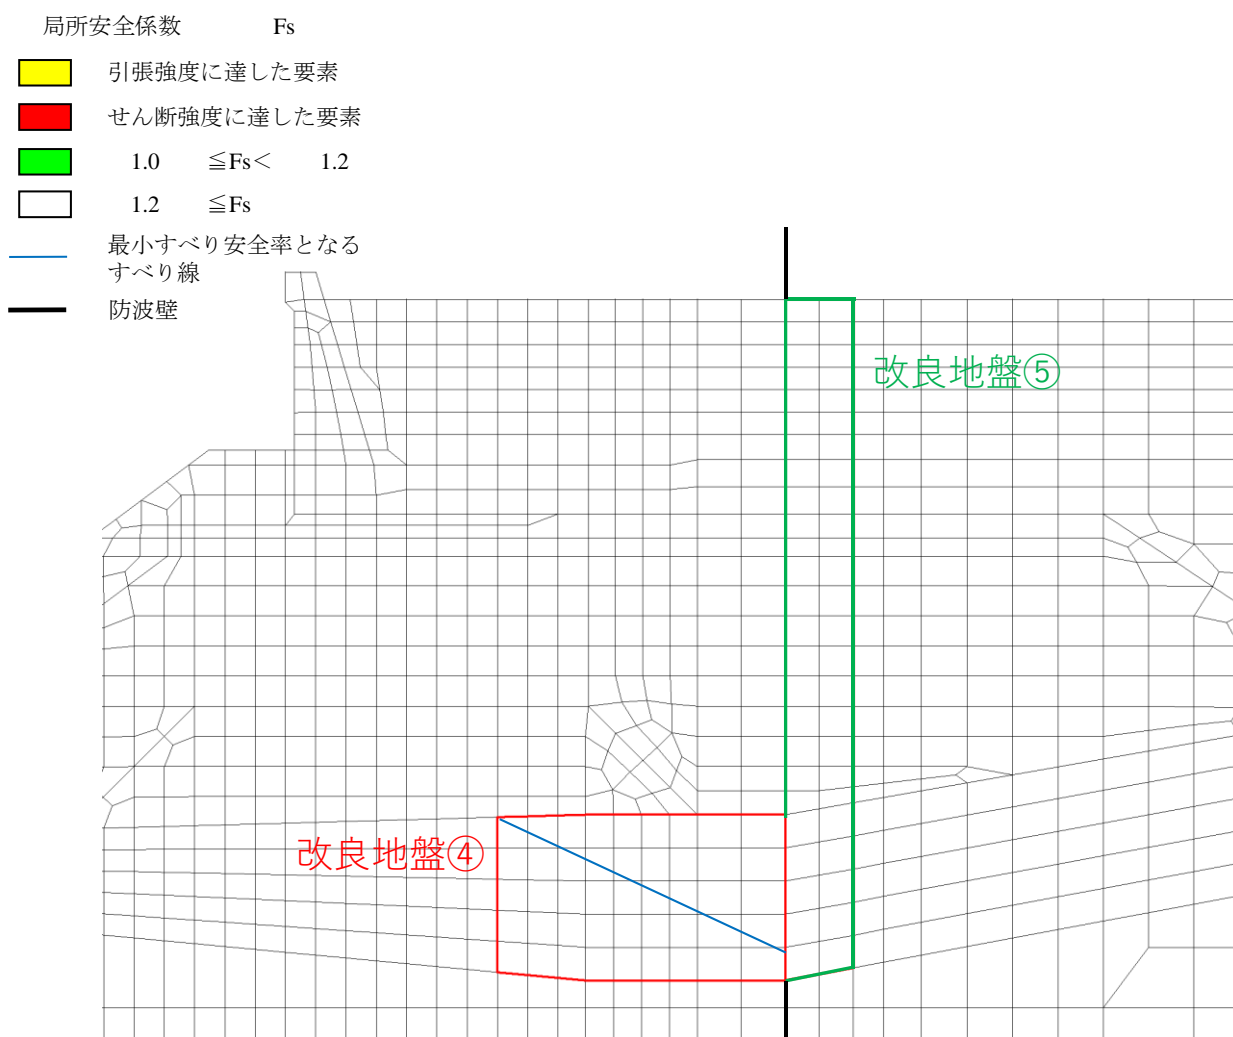 局所安全係数 Fs
引張強度に達した要素
せん断強度に達した要素
1.0 ≦Fs< 1.2
1.2 ≦Fs
最小すべり安全率となる
すべり線
防波壁
改良地盤⑤
改良地盤④